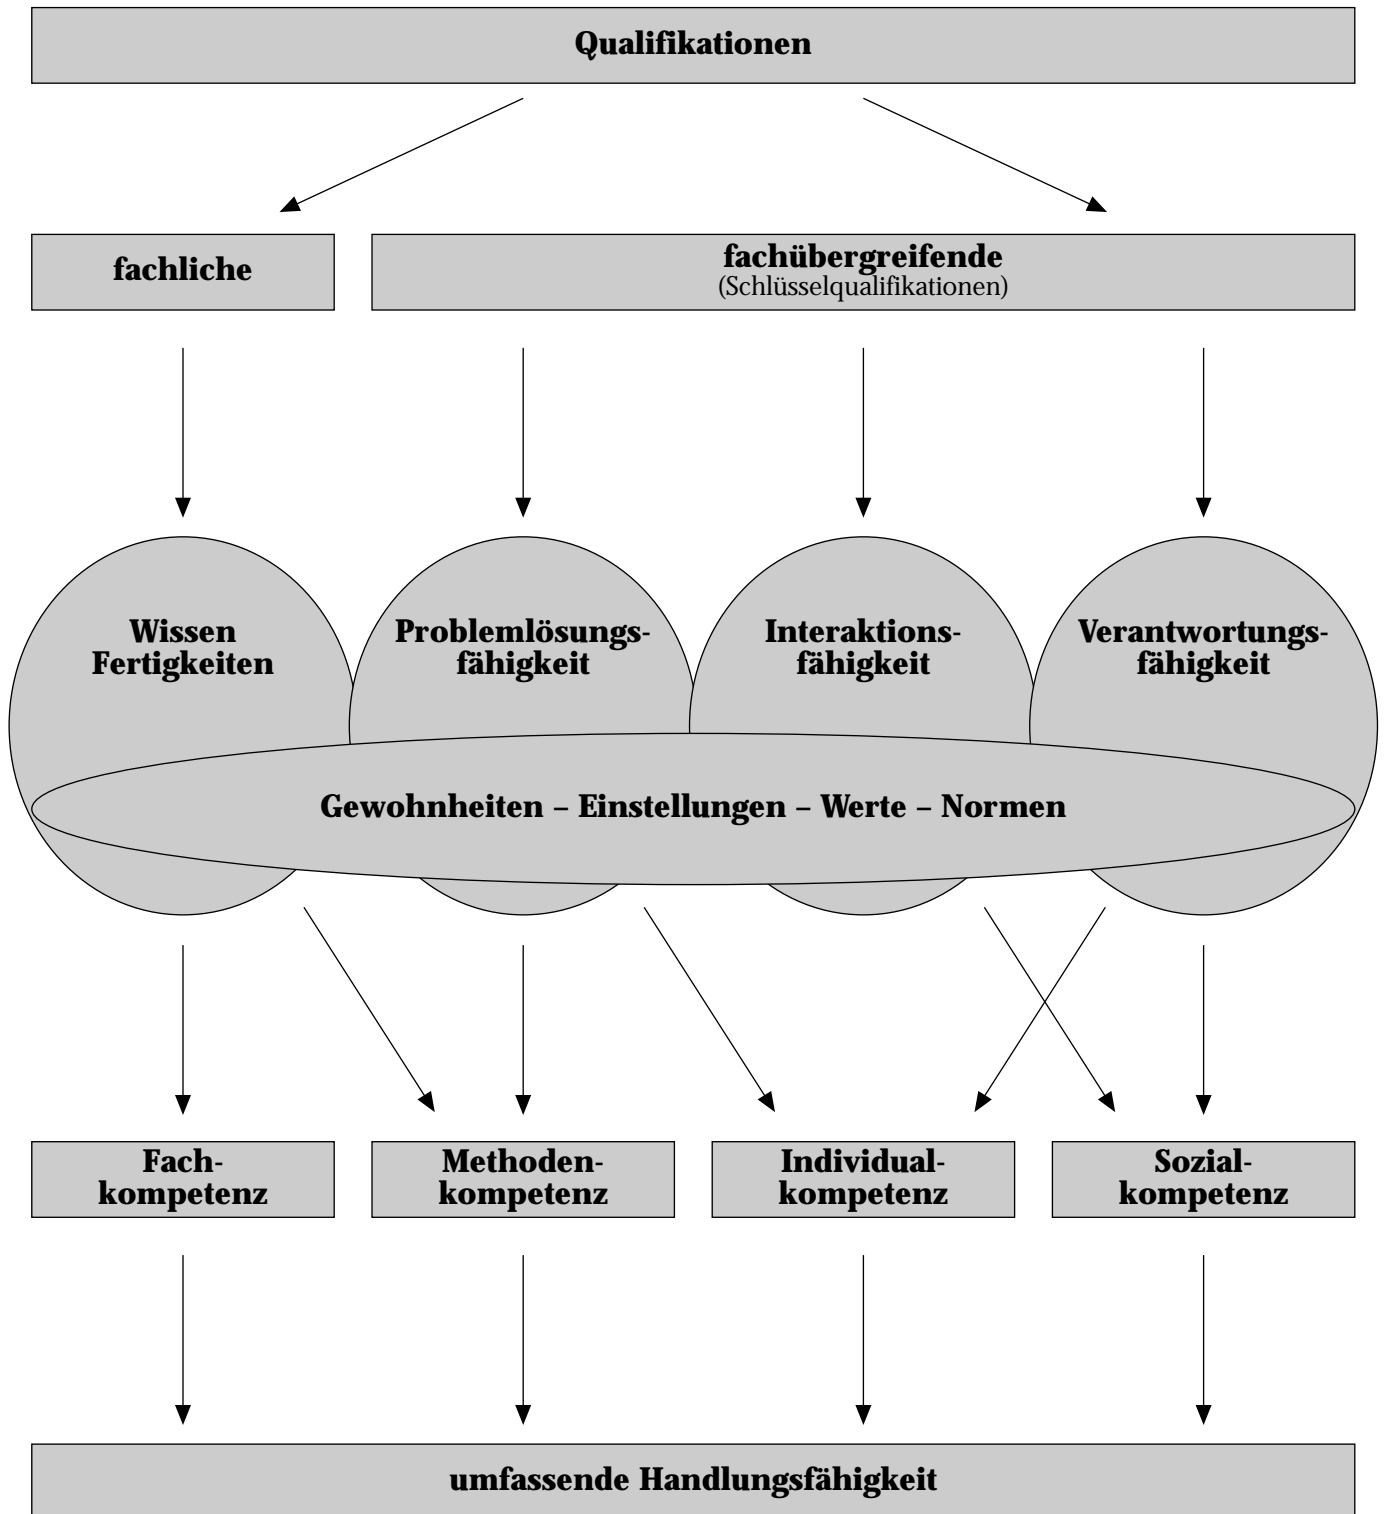 Qualifikationen
fachliche
fachübergreifende
(Schlüsselqualifikationen)
Wissen
Fertigkeiten
Problemlösungs-
fähigkeit
Interaktions-
fähigkeit
Verantwortungs-
fähigkeit
Gewohnheiten – Einstellungen – Werte – Normen
Fach-
kompetenz
Methoden-
kompetenz
Individual-
kompetenz
Sozial-
kompetenz
umfassende Handlungsfähigkeit